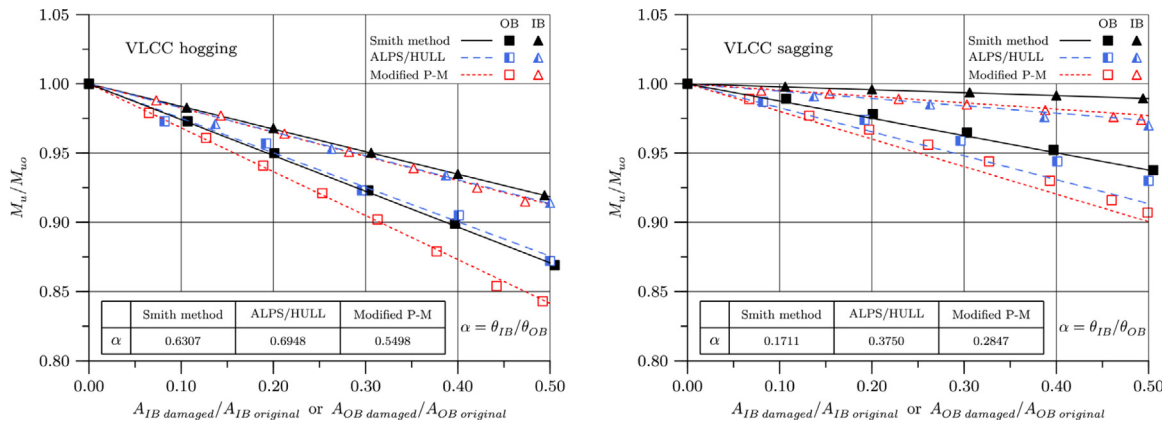 1.05
1.00
0.95
0.90
0.85
0.80
M_u/M_uo
VLCC hogging
OB IB
Smith method
ALPS/HULL
Modified P-M
Smith method ALPS/HULL Modified P-M
α 0.6307 0.6948 0.5498
α = θ_IB/θ_OB
0.00 0.10 0.20 0.30 0.40 0.50
A_IB damaged/A_IB original or A_OB damaged/A_OB original
1.05
1.00
0.95
0.90
0.85
0.80
M_u/M_uo
VLCC sagging
OB IB
Smith method
ALPS/HULL
Modified P-M
Smith method ALPS/HULL Modified P-M
α 0.1711 0.3750 0.2847
α = θ_IB/θ_OB
0.00 0.10 0.20 0.30 0.40 0.50
A_IB damaged/A_IB original or A_OB damaged/A_OB original